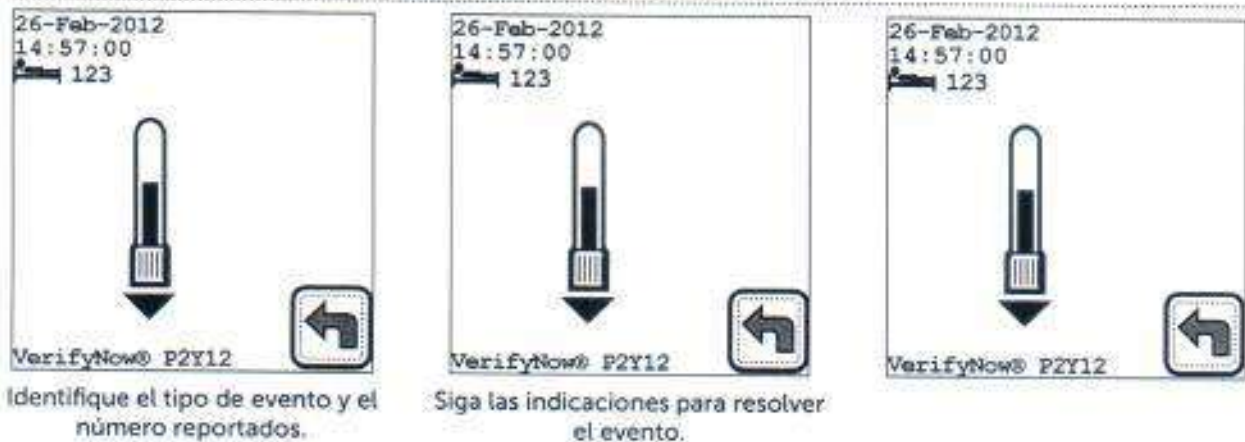 26-Feb-2012
14:57:00
123
VerifyNow® P2Y12
Identifique el tipo de evento y el
número reportados.
26-Feb-2012
14:57:00
123
VerifyNow® P2Y12
Siga las indicaciones para resolver
el evento.
26-Feb-2012
14:57:00
123
VerifyNow® P2Y12